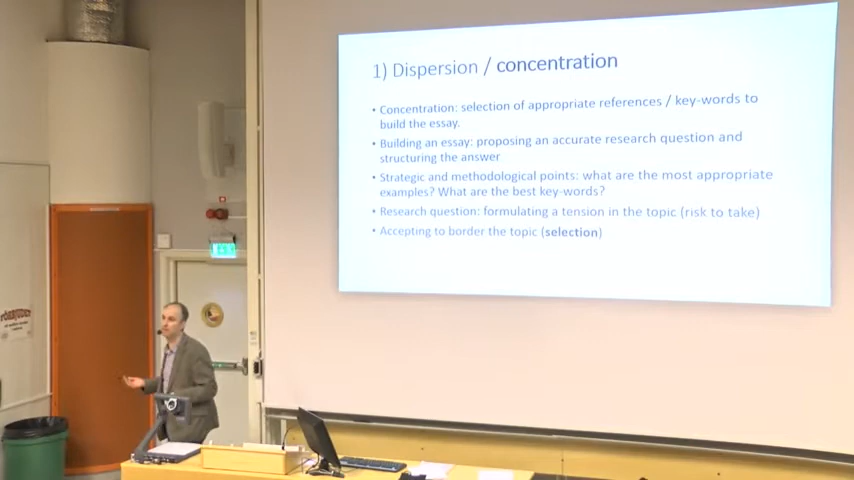 1) Dispersion / concentration
• Concentration: selection of appropriate references / key-words to
build the essay.
• Building an essay: proposing an accurate research question and
structuring the answer
• Strategic and methodological points: what are the most appropriate
examples? What are the best key-words?
• Research question: formulating a tension in the topic (risk to take)
• Accepting to border the topic (selection)